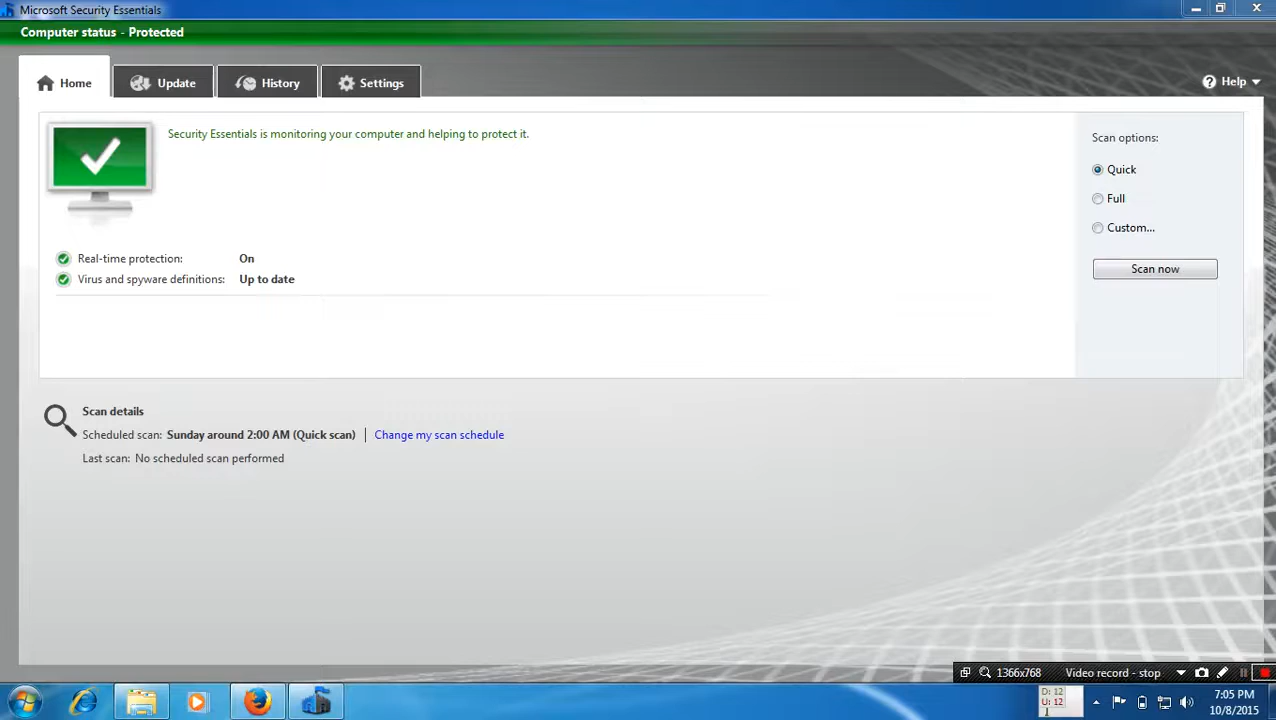 Microsoft Security Essentials
Computer status - Protected
Home
Update
History
Settings
Help
Security Essentials is monitoring your computer and helping to protect it.
Real-time protection: On
Virus and spyware definitions: Up to date
Scan options:
Quick
Full
Custom...
Scan now
Scan details
Scheduled scan: Sunday around 2:00 AM (Quick scan) | Change my scan schedule
Last scan: No scheduled scan performed
1366x768 Video record - stop
D: 12
U: 12
7:05 PM
10/8/2015